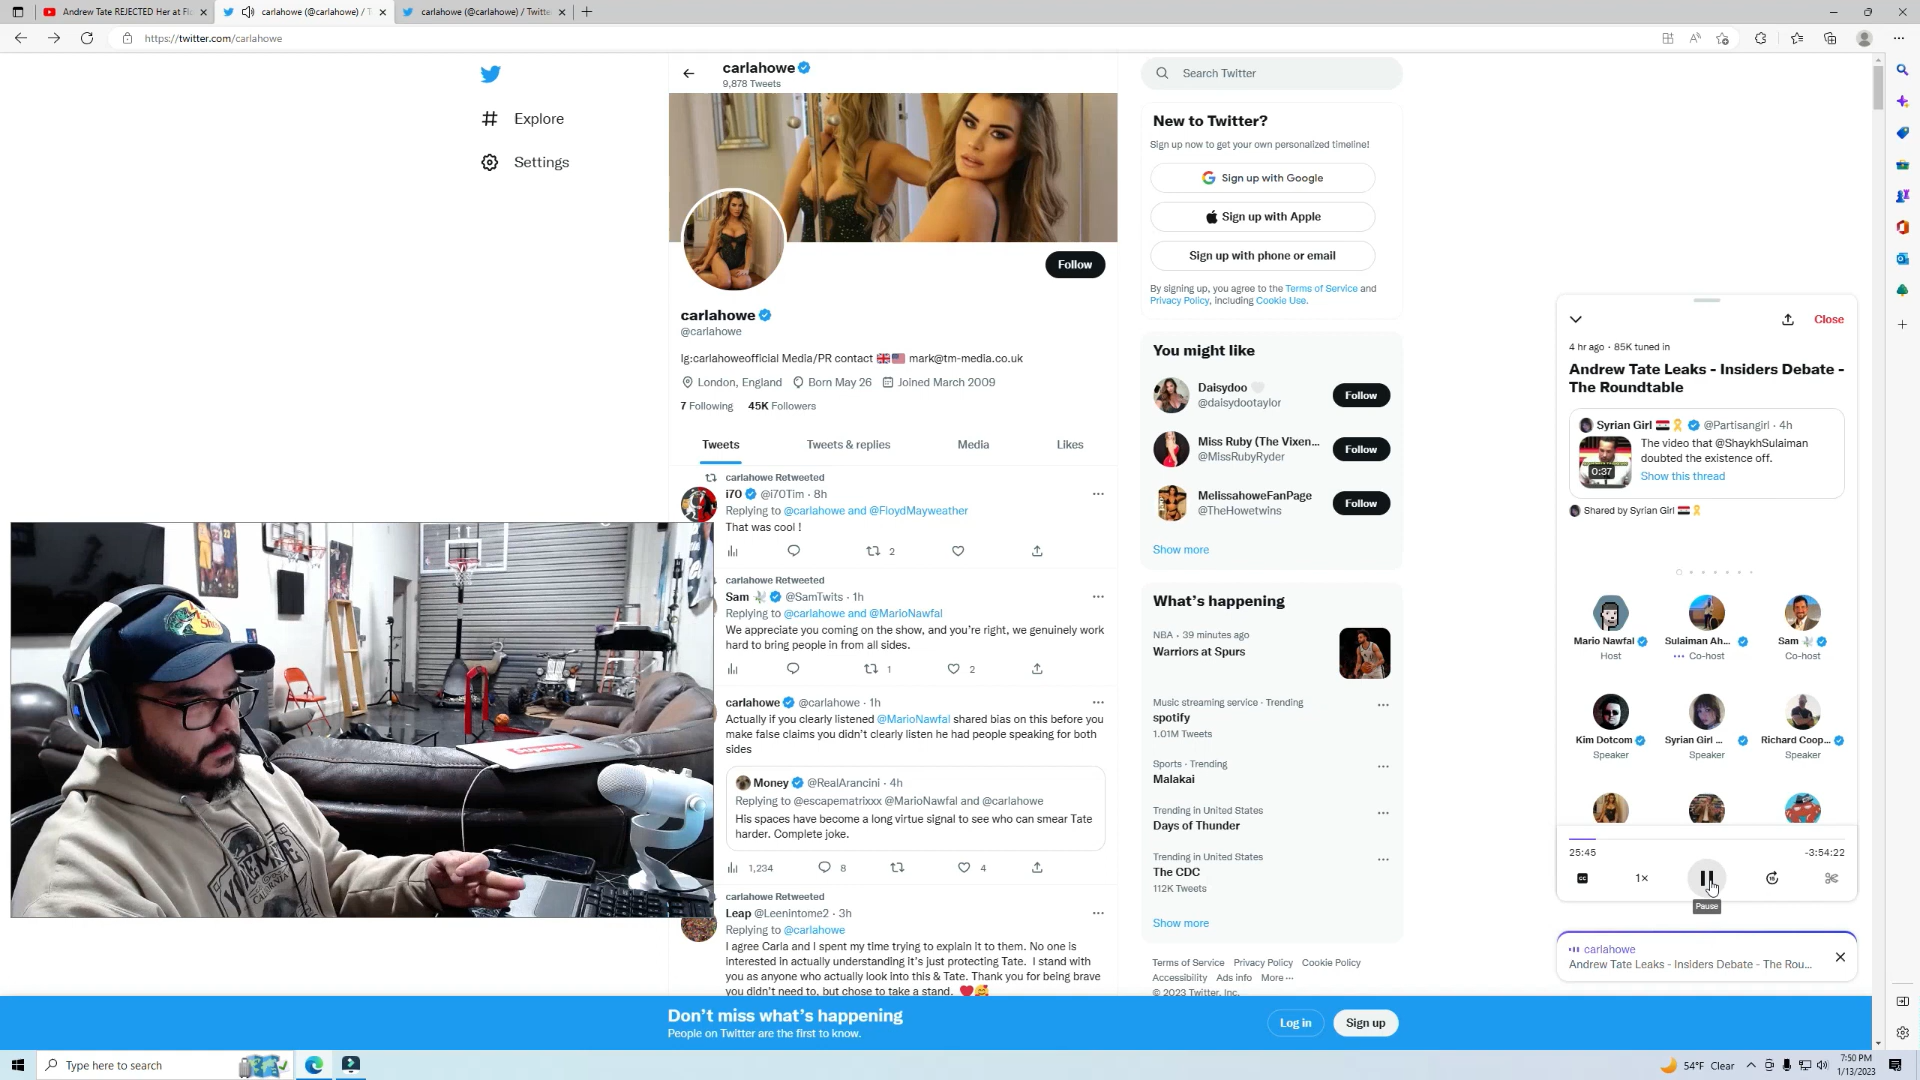 Andrew Tate REJECTED Her at Flo
carlahowe (@carlahowe) / T
carlahowe (@carlahowe) / Twitte
https://twitter.com/carlahowe
Explore
Settings
carlahowe
9,878 Tweets
Follow
carlahowe
@carlahowe
Ig:carlahoweofficial Media/PR contact 🇬🇧🇺🇸 mark@tm-media.co.uk
London, England Born May 26 Joined March 2009
7 Following 45K Followers
Tweets Tweets & replies Media Likes
carlahowe Retweeted
i70 @i70Tim · 8h
Replying to @carlahowe and @FloydMayweather
That was cool !
2
carlahowe Retweeted
Sam @SamTwits · 1h
Replying to @carlahowe and @MarioNawfal
We appreciate you coming on the show, and you're right, we genuinely work
hard to bring people in from all sides.
1 2
carlahowe @carlahowe · 1h
Actually if you clearly listened @MarioNawfal shared bias on this before you
make false claims you didn't clearly listen he had people speaking for both
sides
Money @RealArancini · 4h
Replying to @escapematrixxx @MarioNawfal and @carlahowe
His spaces have become a long virtue signal to see who can smear Tate
harder. Complete joke.
1,234 8 4
carlahowe Retweeted
Leap @Leenintome2 · 3h
Replying to @carlahowe
I agree Carla and I spent my time trying to explain it to them. No one is
interested in actually understanding it's just protecting Tate. I stand with
you as anyone who actually look into this & Tate. Thank you for being brave
you didn't need to, but chose to take a stand. ❤️🥰
Search Twitter
New to Twitter?
Sign up now to get your own personalized timeline!
Sign up with Google
Sign up with Apple
Sign up with phone or email
By signing up, you agree to the Terms of Service and
Privacy Policy, including Cookie Use.
You might like
Daisydoo
@daisydootaylor
Follow
Miss Ruby (The Vixen...
@MissRubyRyder
Follow
MelissahoweFanPage
@TheHowetwins
Follow
Show more
What's happening
NBA · 39 minutes ago
Warriors at Spurs
Music streaming service · Trending
spotify
1.01M Tweets
Sports · Trending
Malakai
Trending in United States
Days of Thunder
Trending in United States
The CDC
112K Tweets
Show more
Terms of Service Privacy Policy Cookie Policy
Accessibility Ads info More ···
© 2023 Twitter, Inc.
Close
4 hr ago · 85K tuned in
Andrew Tate Leaks - Insiders Debate -
The Roundtable
Syrian Girl @Partisangirl · 4h
The video that @ShaykhSulaiman
doubted the existence off.
0:37
Show this thread
Shared by Syrian Girl
Mario Nawfal Sulaiman Ah... Sam
Host Co-host Co-host
Kim Dotcom Syrian Girl ... Richard Coop...
Speaker Speaker Speaker
25:45 -3:54:22
CC 1× 15
Pause
carlahowe
Andrew Tate Leaks - Insiders Debate - The Rou...
Supreme
CALIFORNIA
Don't miss what's happening
People on Twitter are the first to know.
Log in Sign up
Type here to search
54°F Clear
7:50 PM
1/13/2023